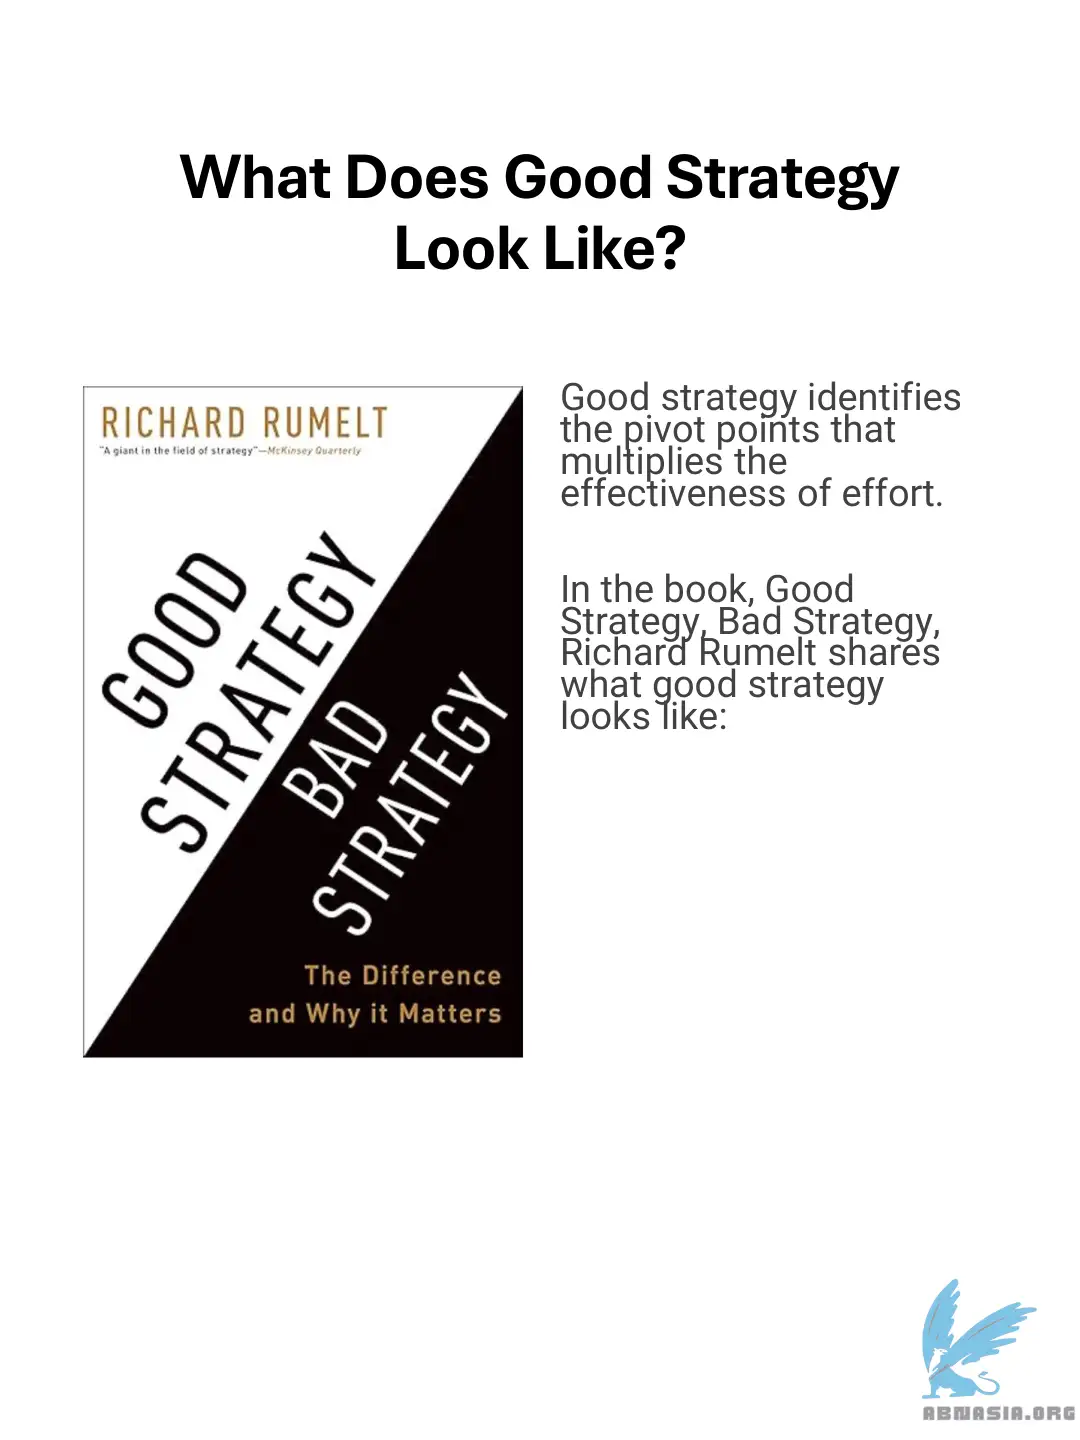 What Does Good Strategy
Look Like?
RICHARD RUMELT
"A giant in the field of strategy"—McKinsey Quarterly
GOOD
STRATEGY
BAD
STRATEGY
The Difference
and Why it Matters
Good strategy identifies
the pivot points that
multiplies the
effectiveness of effort.
In the book, Good
Strategy, Bad Strategy,
Richard Rumelt shares
what good strategy
looks like:
ABNASIA.ORG